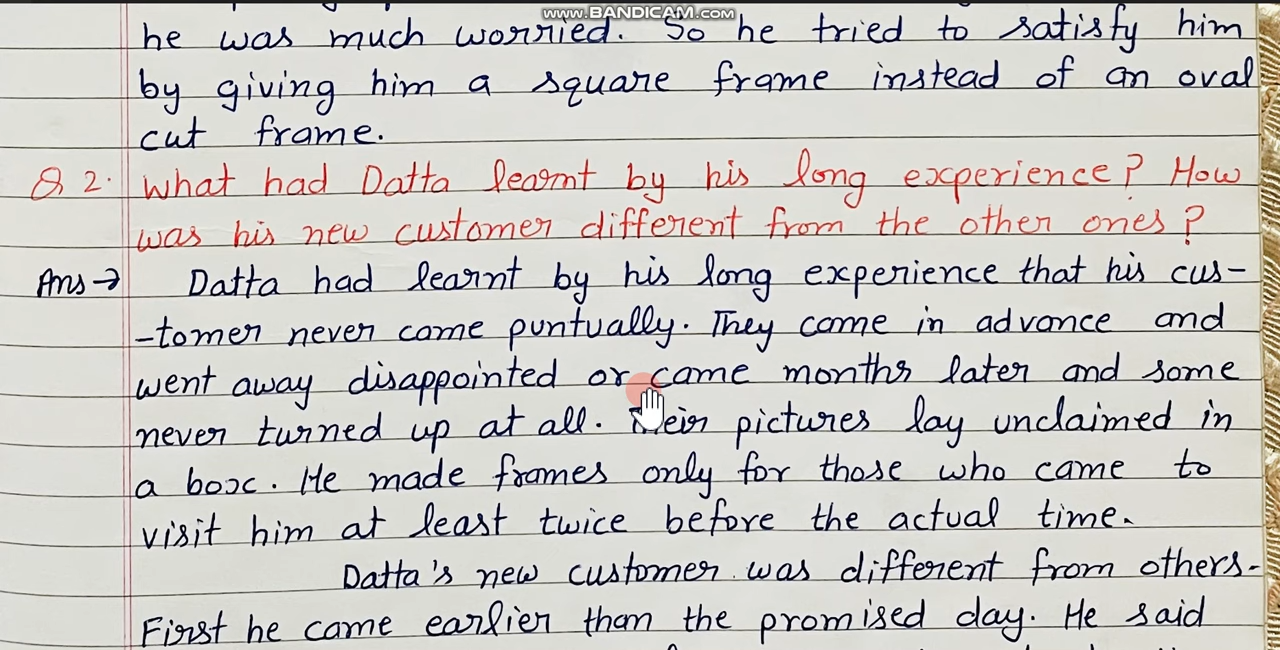 WWW.BANDICAM.COM
he was much worried. So he tried to satisfy him
by giving him a square frame instead of an oval
cut frame.
Q 2. What had Datta learnt by his long experience? How
was his new customer different from the other ones?
Ans → Datta had learnt by his long experience that his cus-
-tomer never come puntually. They come in advance and
went away disappointed or came months later and some
never turned up at all. Their pictures lay unclaimed in
a box. He made frames only for those who came to
visit him at least twice before the actual time.
Datta's new customer was different from others.
First he came earlier than the promised day. He said